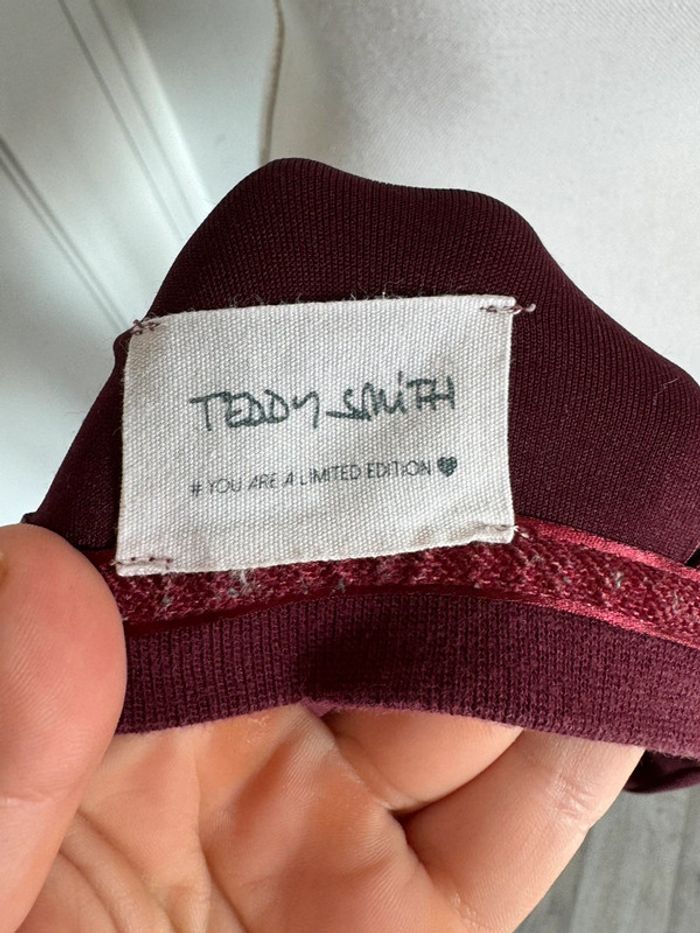 TEDDY SMiTH
# YOU ARE A LIMITED EDITION ♥